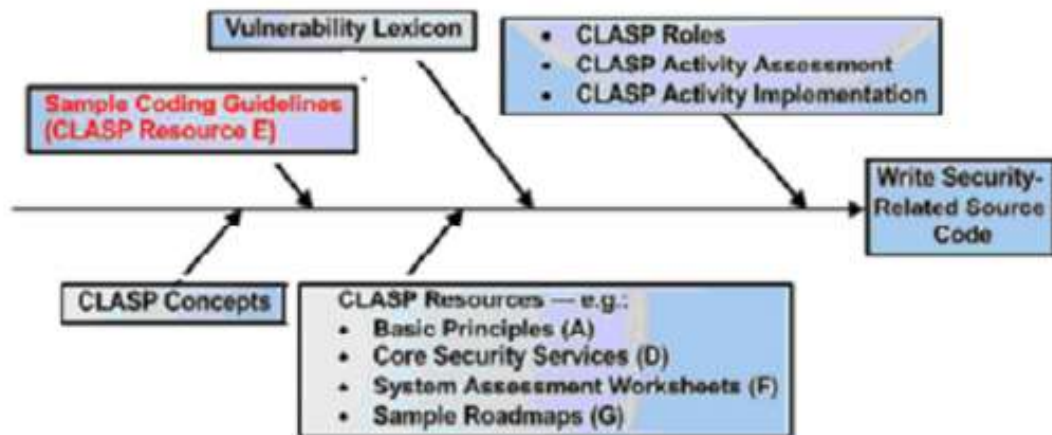 Vulnerability Lexicon
• CLASP Roles
• CLASP Activity Assessment
• CLASP Activity Implementation
Sample Coding Guidelines
(CLASP Resource E)
Write Security-
Related Source
Code
CLASP Concepts
CLASP Resources — e.g.:
• Basic Principles (A)
• Core Security Services (D)
• System Assessment Worksheets (F)
• Sample Roadmaps (G)